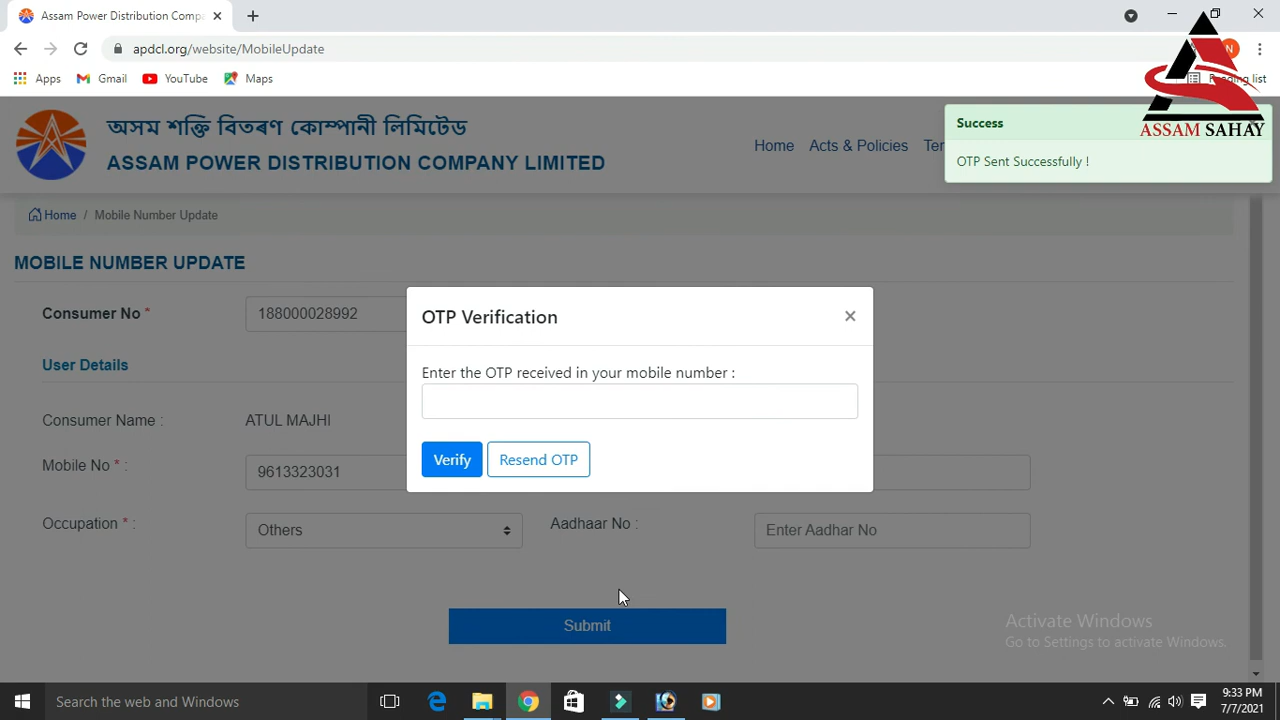 Assam Power Distribution Compa
apdcl.org/website/MobileUpdate
N
Apps Gmail YouTube Maps
Reading list
ASSAM SAHAY
অসম শক্তি বিতৰণ কোম্পানী লিমিটেড
ASSAM POWER DISTRIBUTION COMPANY LIMITED
Home Acts & Policies Ter
Success
OTP Sent Successfully !
Home / Mobile Number Update
MOBILE NUMBER UPDATE
Consumer No * 188000028992
User Details
Consumer Name : ATUL MAJHI
Mobile No * : 9613323031
Occupation * : Others Aadhaar No : Enter Aadhar No
OTP Verification ×
Enter the OTP received in your mobile number :
Verify Resend OTP
Submit
Activate Windows
Go to Settings to activate Windows.
Search the web and Windows
9:33 PM
7/7/2021